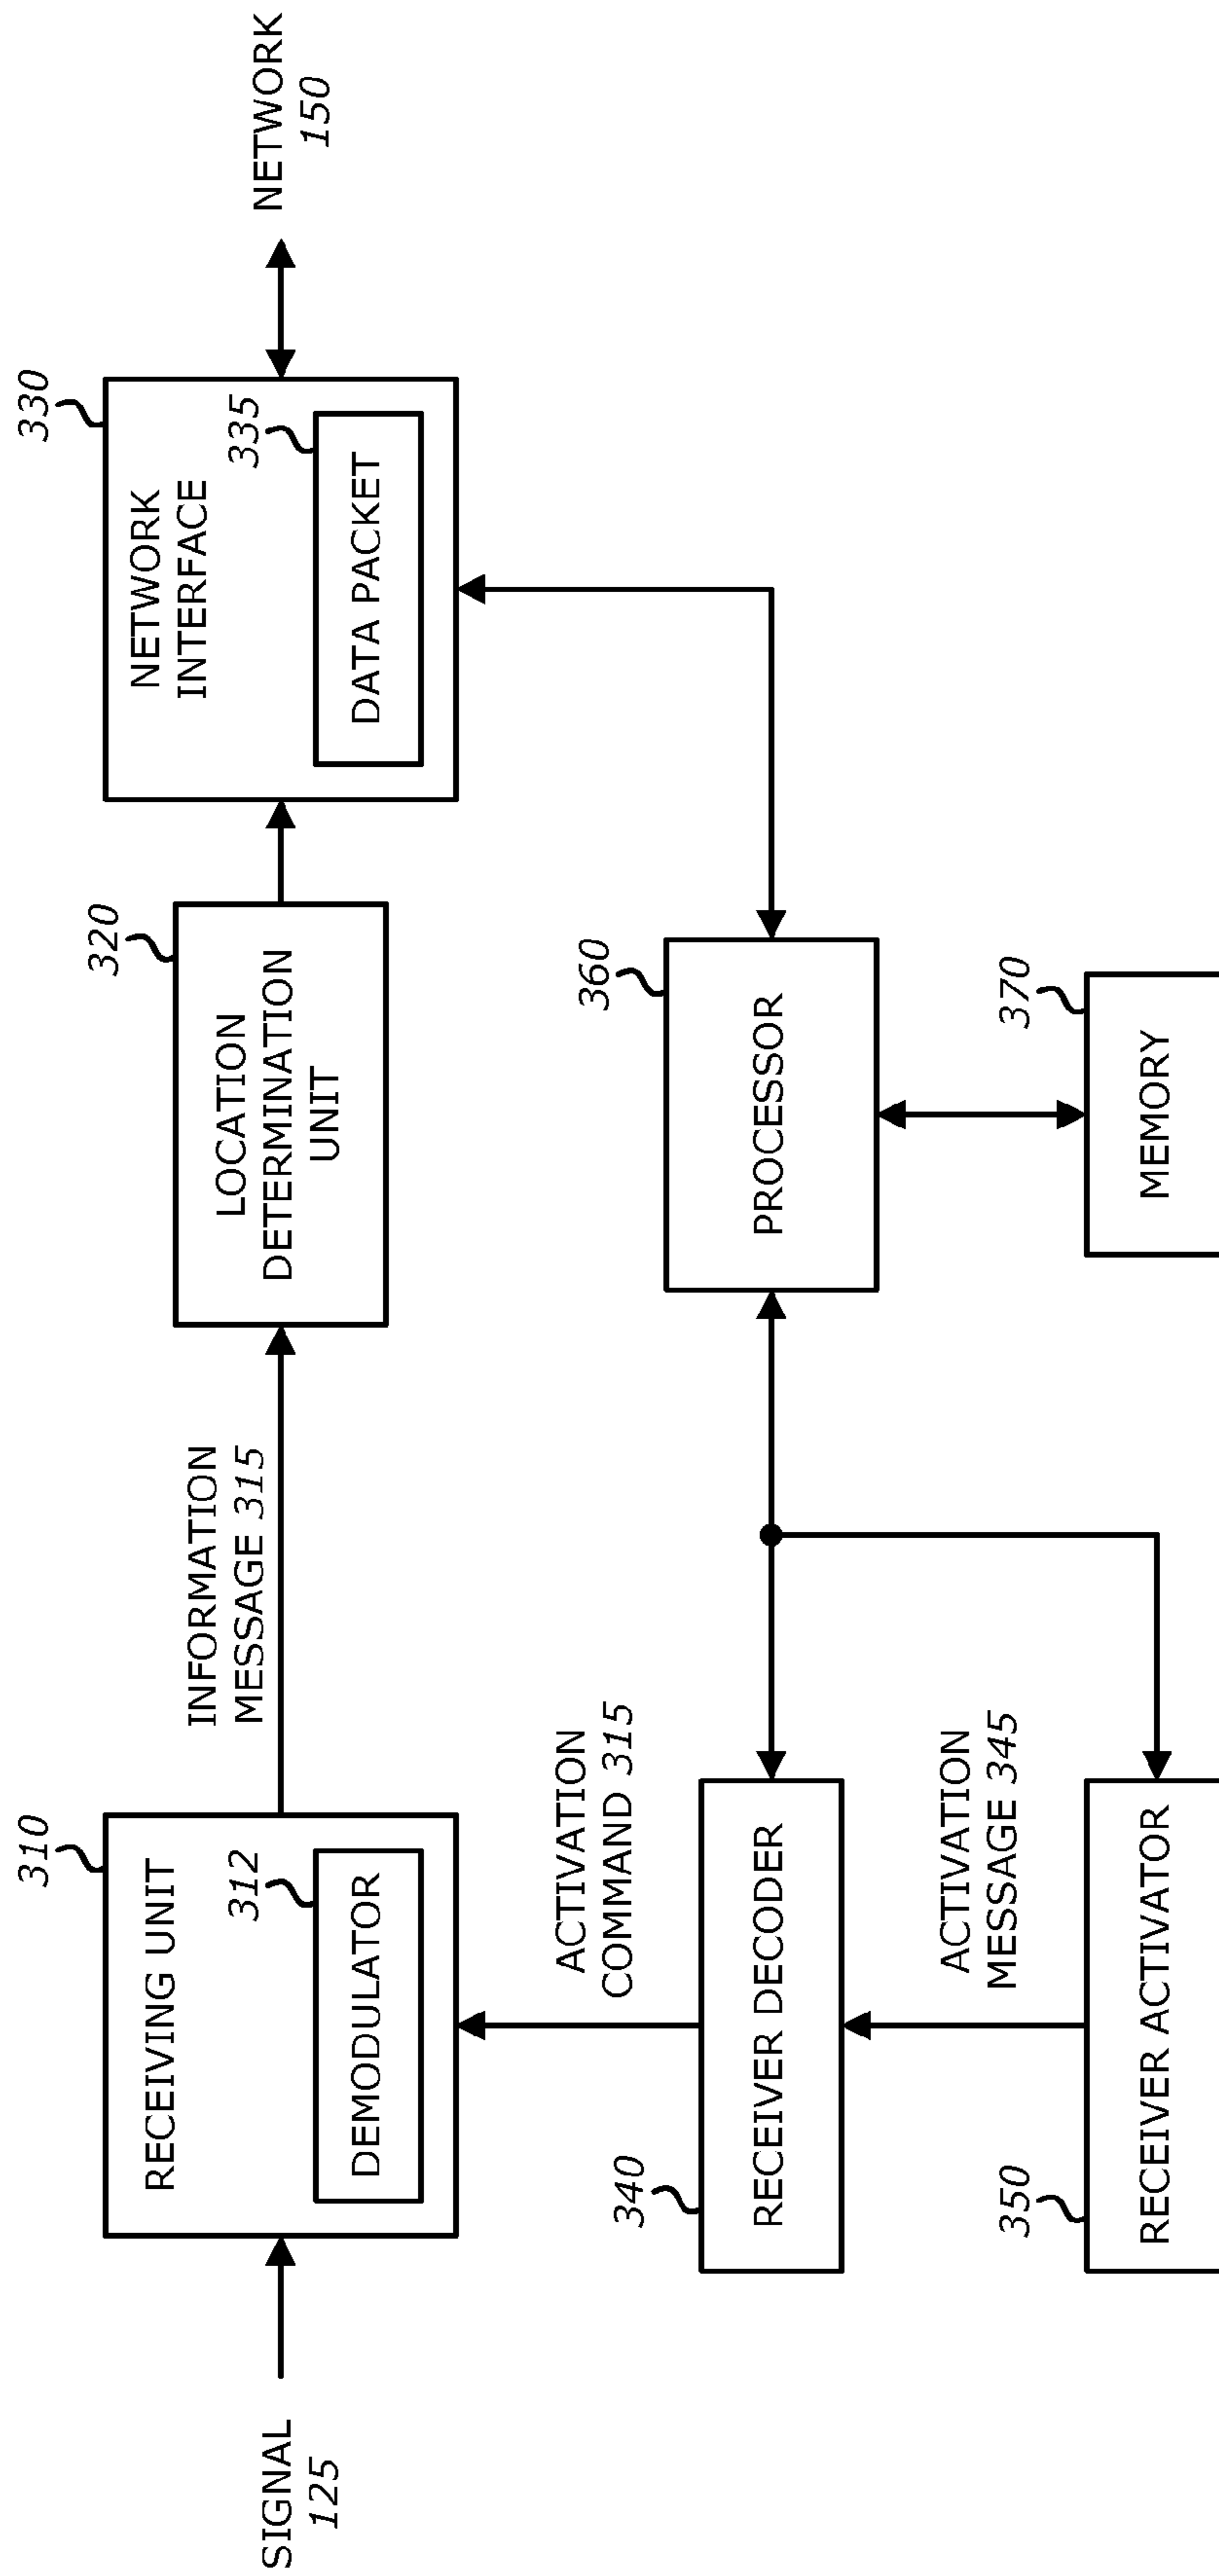 SIGNAL
125
310
RECEIVING UNIT
312
DEMODULATOR
INFORMATION
MESSAGE 315
320
LOCATION
DETERMINATION
UNIT
330
NETWORK
INTERFACE
335
DATA PACKET
NETWORK
150
ACTIVATION
COMMAND 315
340
RECEIVER DECODER
360
PROCESSOR
ACTIVATION
MESSAGE 345
350
RECEIVER ACTIVATOR
370
MEMORY